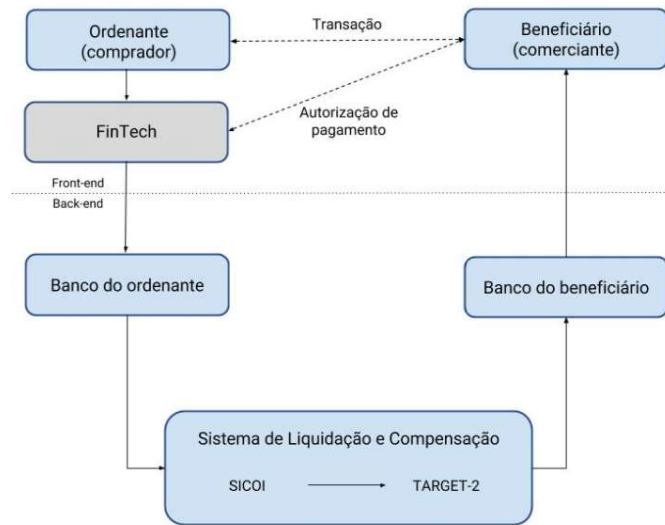 Ordenante
(comprador)
Transação
Beneficiário
(comerciante)
FinTech
Autorização de
pagamento
Front-end
Back-end
Banco do ordenante
Banco do beneficiário
Sistema de Liquidação e Compensação
SICOI
TARGET-2